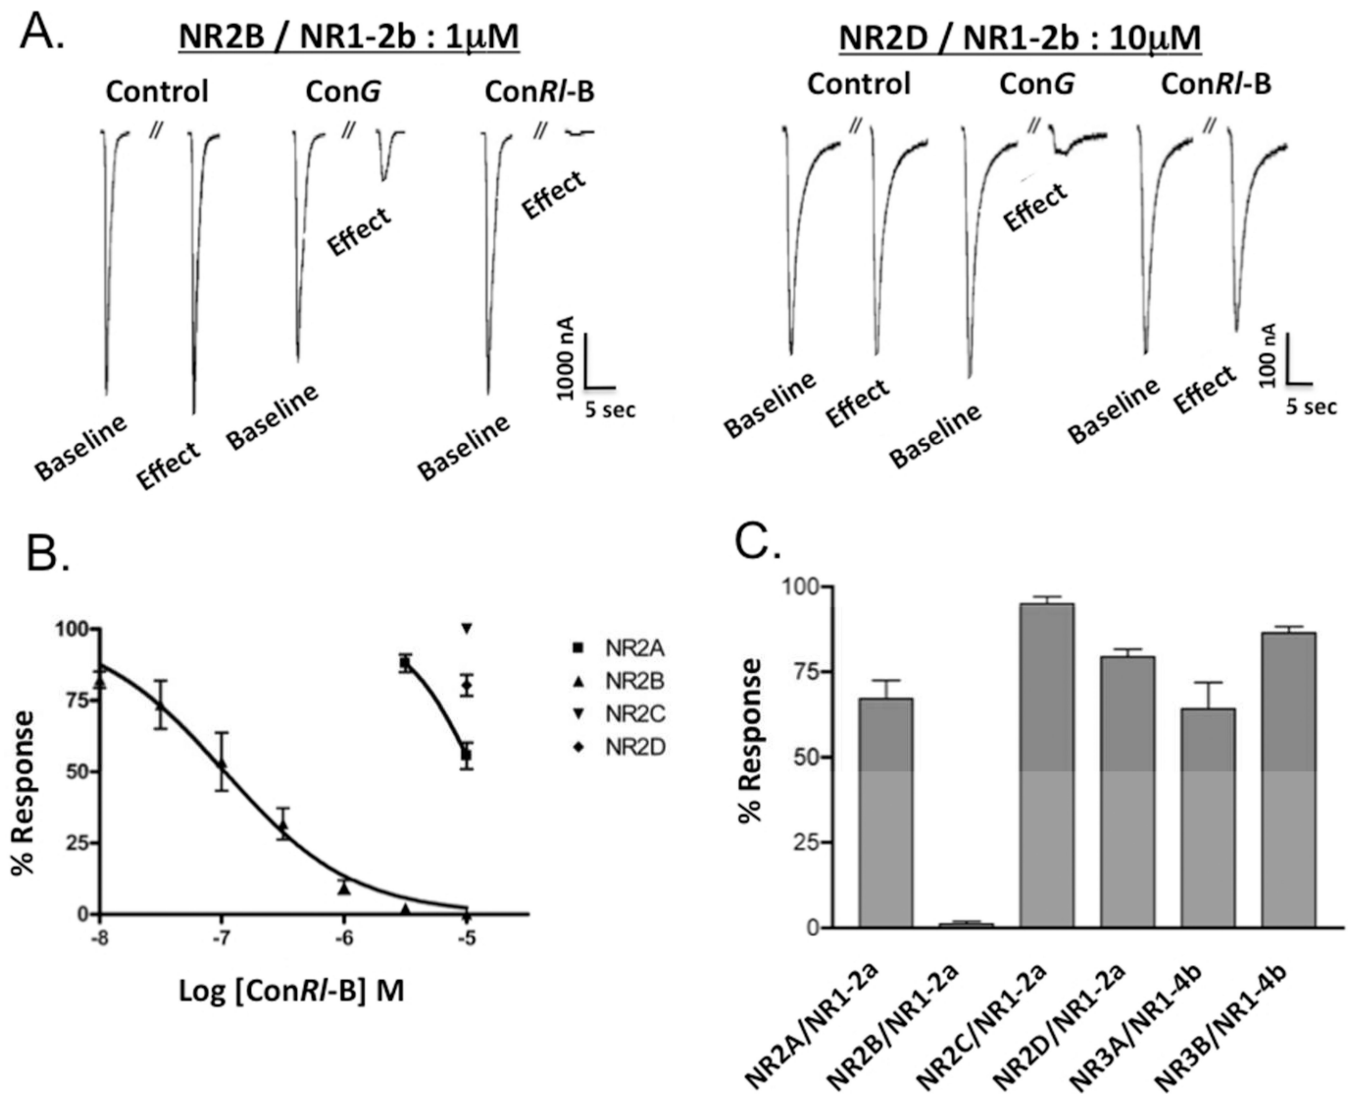 A.
NR2B / NR1-2b : 1µM
NR2D / NR1-2b : 10µM
Control
ConG
ConRl-B
Control
ConG
ConRl-B
//
//
//
//
//
//
Effect
Effect
Effect
Baseline
Effect
Baseline
Baseline
1000 nA
5 sec
Baseline
Effect
Baseline
Baseline
Effect
100 nA
5 sec
B.
% Response
100
75
50
25
0
-8
-7
-6
-5
Log [ConRl-B] M
NR2A
NR2B
NR2C
NR2D
C.
% Response
100
75
50
25
0
NR2A/NR1-2a
NR2B/NR1-2a
NR2C/NR1-2a
NR2D/NR1-2a
NR3A/NR1-4b
NR3B/NR1-4b